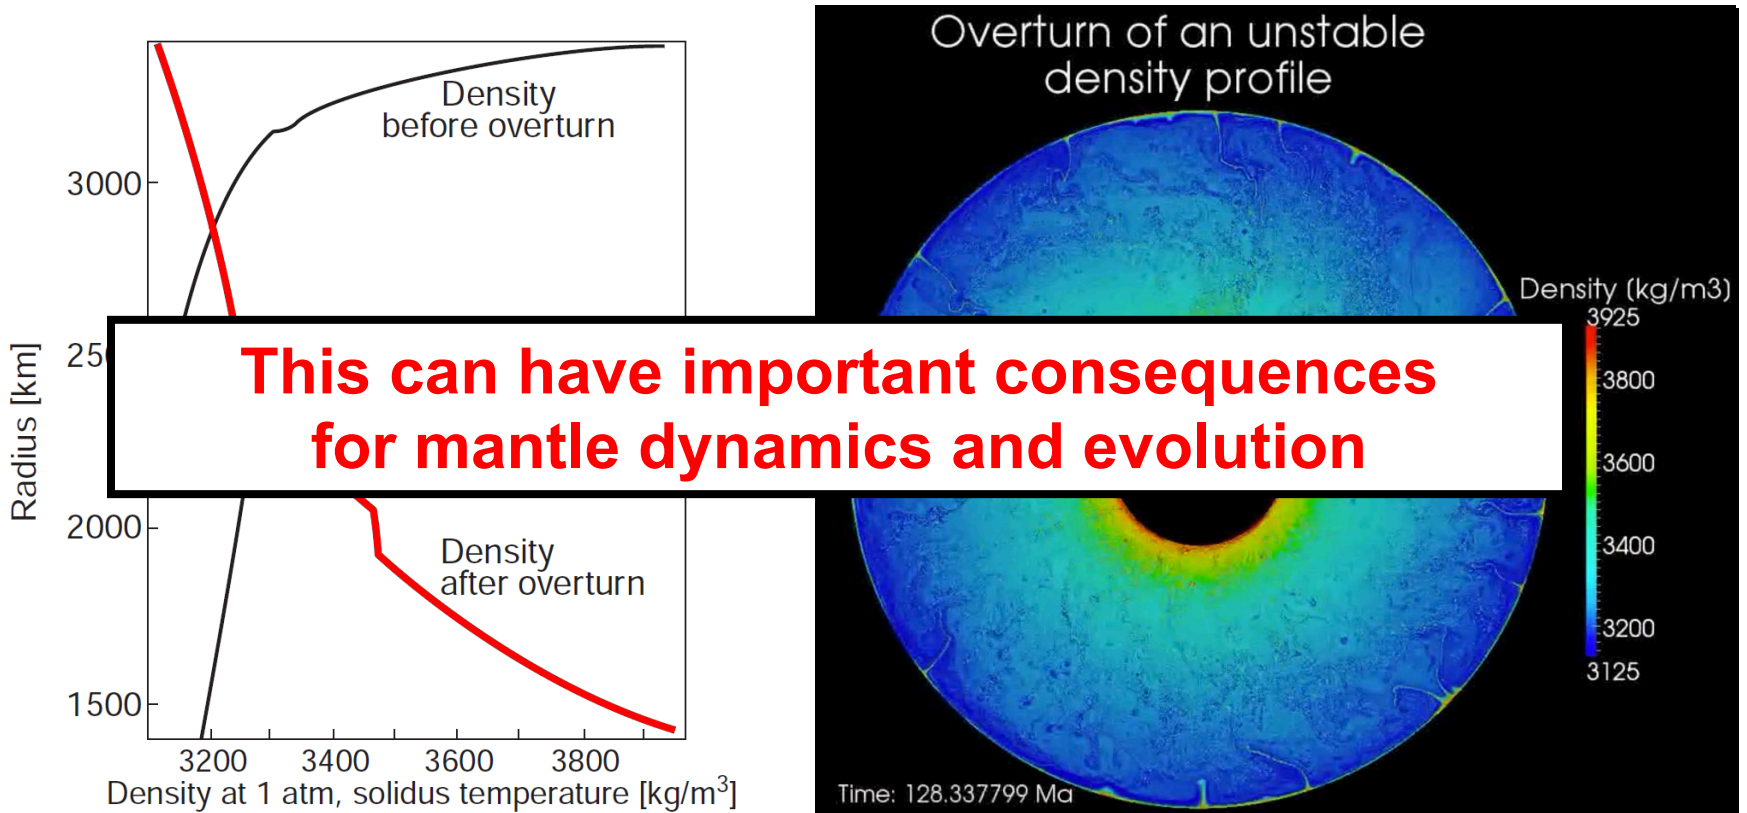 Density
before overturn
3000
25
2000
1500
Radius [km]
Density
after overturn
3200 3400 3600 3800
Density at 1 atm, solidus temperature [kg/m³]
Overturn of an unstable
density profile
Density (kg/m3)
3925
3800
3600
3400
3200
3125
Time: 128.337799 Ma
This can have important consequences
for mantle dynamics and evolution